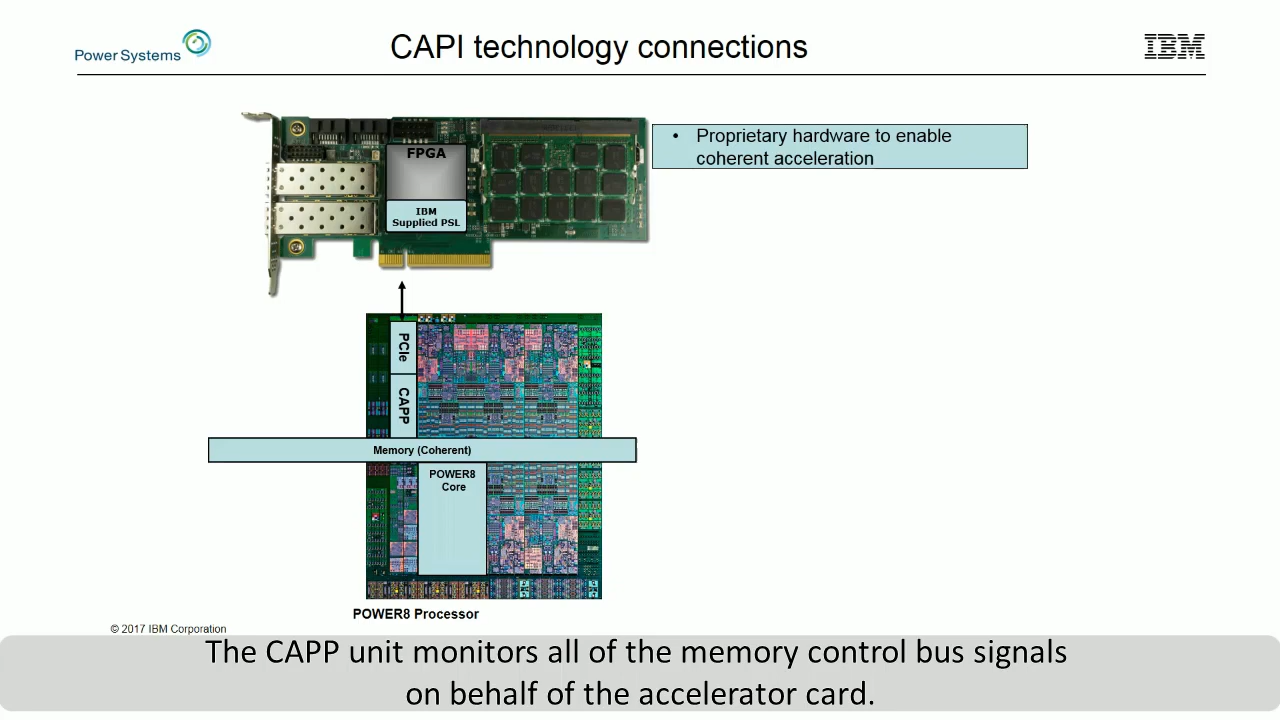 Power Systems
CAPI technology connections
IBM
• Proprietary hardware to enable
coherent acceleration
FPGA
IBM
Supplied PSL
PCIe
CAPP
Memory (Coherent)
POWER8
Core
POWER8 Processor
© 2017 IBM Corporation
The CAPP unit monitors all of the memory control bus signals
on behalf of the accelerator card.